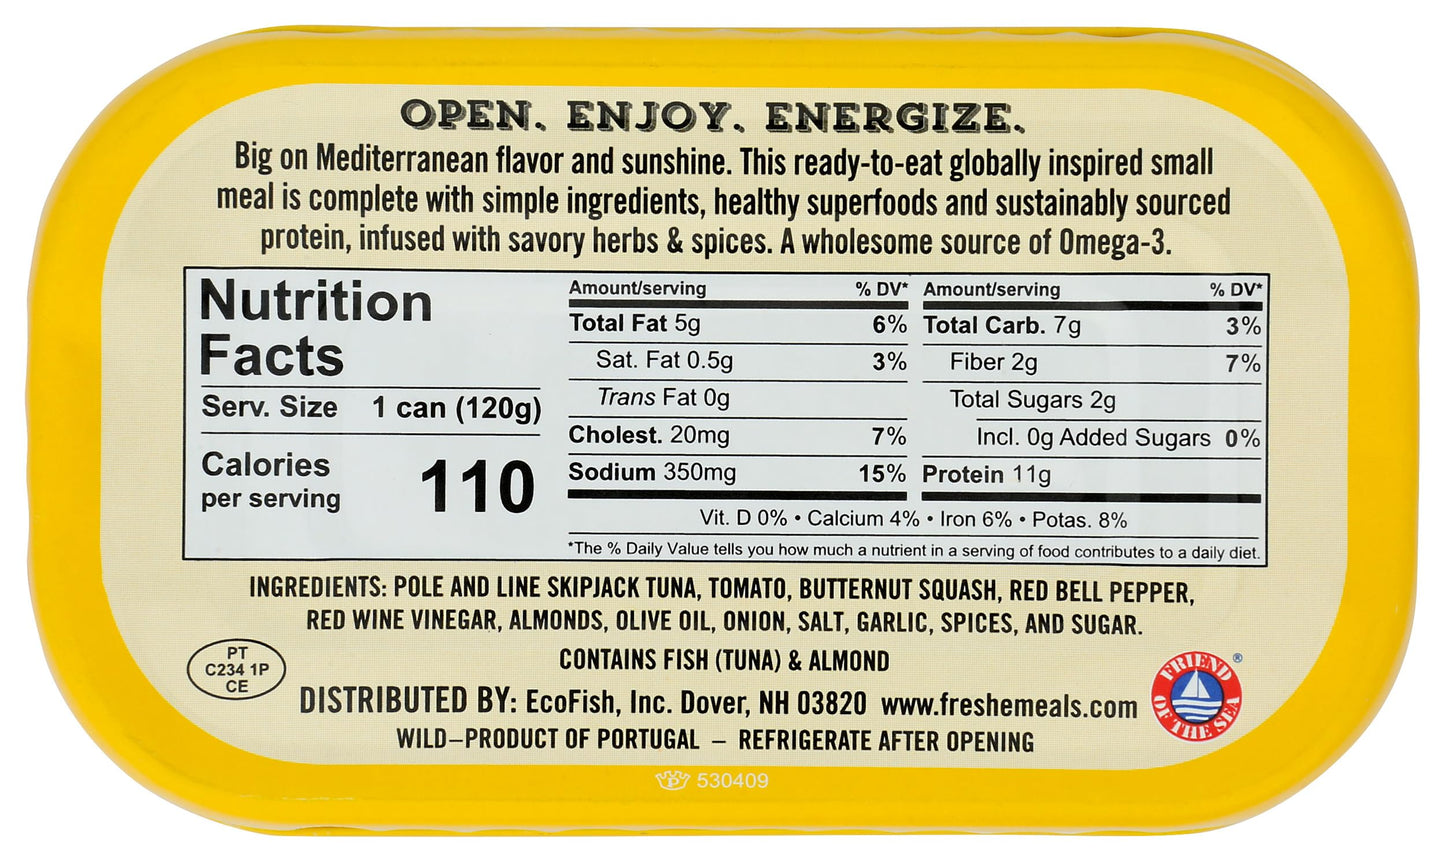 OPEN. ENJOY. ENERGIZE.
Big on Mediterranean flavor and sunshine. This ready-to-eat globally inspired small
meal is complete with simple ingredients, healthy superfoods and sustainably sourced
protein, infused with savory herbs & spices. A wholesome source of Omega-3.
Nutrition
Facts
Serv. Size 1 can (120g)
Calories
per serving 110
Amount/serving % DV*
Total Fat 5g 6%
Sat. Fat 0.5g 3%
Trans Fat 0g
Cholest. 20mg 7%
Sodium 350mg 15%
Amount/serving % DV*
Total Carb. 7g 3%
Fiber 2g 7%
Total Sugars 2g
Incl. 0g Added Sugars 0%
Protein 11g
Vit. D 0% • Calcium 4% • Iron 6% • Potas. 8%
*The % Daily Value tells you how much a nutrient in a serving of food contributes to a daily diet.
INGREDIENTS: POLE AND LINE SKIPJACK TUNA, TOMATO, BUTTERNUT SQUASH, RED BELL PEPPER,
RED WINE VINEGAR, ALMONDS, OLIVE OIL, ONION, SALT, GARLIC, SPICES, AND SUGAR.
CONTAINS FISH (TUNA) & ALMOND
PT
C234 1P
CE
DISTRIBUTED BY: EcoFish, Inc. Dover, NH 03820 www.freshemeals.com
WILD–PRODUCT OF PORTUGAL – REFRIGERATE AFTER OPENING
FRIEND
OF THE SEA
®
P 530409